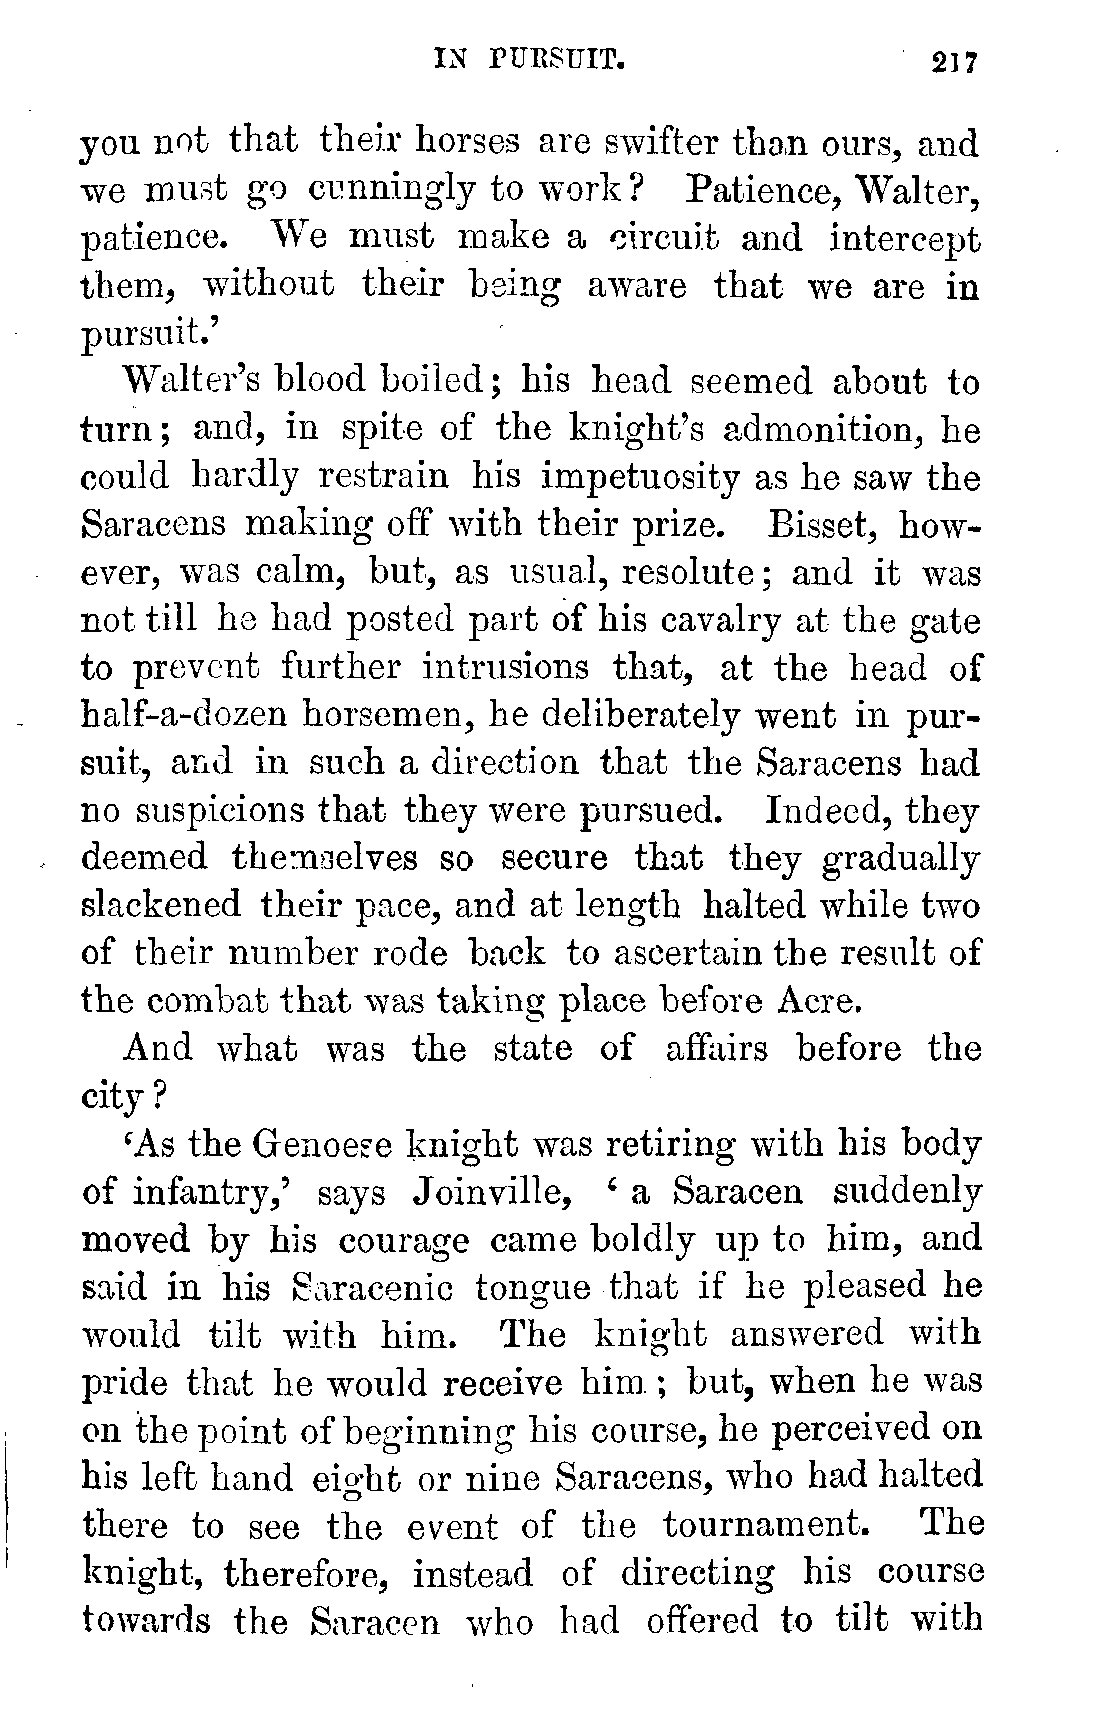 IN PURSUIT. 217
you not that their horses are swifter than ours, and
we must go cunningly to work? Patience, Walter,
patience. We must make a circuit and intercept
them, without their being aware that we are in
pursuit.’
Walter’s blood boiled; his head seemed about to
turn; and, in spite of the knight’s admonition, he
could hardly restrain his impetuosity as he saw the
Saracens making off with their prize. Bisset, how-
ever, was calm, but, as usual, resolute; and it was
not till he had posted part of his cavalry at the gate
to prevent further intrusions that, at the head of
half-a-dozen horsemen, he deliberately went in pur-
suit, and in such a direction that the Saracens had
no suspicions that they were pursued. Indeed, they
deemed themselves so secure that they gradually
slackened their pace, and at length halted while two
of their number rode back to ascertain the result of
the combat that was taking place before Acre.
And what was the state of affairs before the
city?
‘As the Genoese knight was retiring with his body
of infantry,’ says Joinville, ‘ a Saracen suddenly
moved by his courage came boldly up to him, and
said in his Saracenic tongue that if he pleased he
would tilt with him. The knight answered with
pride that he would receive him; but, when he was
on the point of beginning his course, he perceived on
his left hand eight or nine Saracens, who had halted
there to see the event of the tournament. The
knight, therefore, instead of directing his course
towards the Saracen who had offered to tilt with